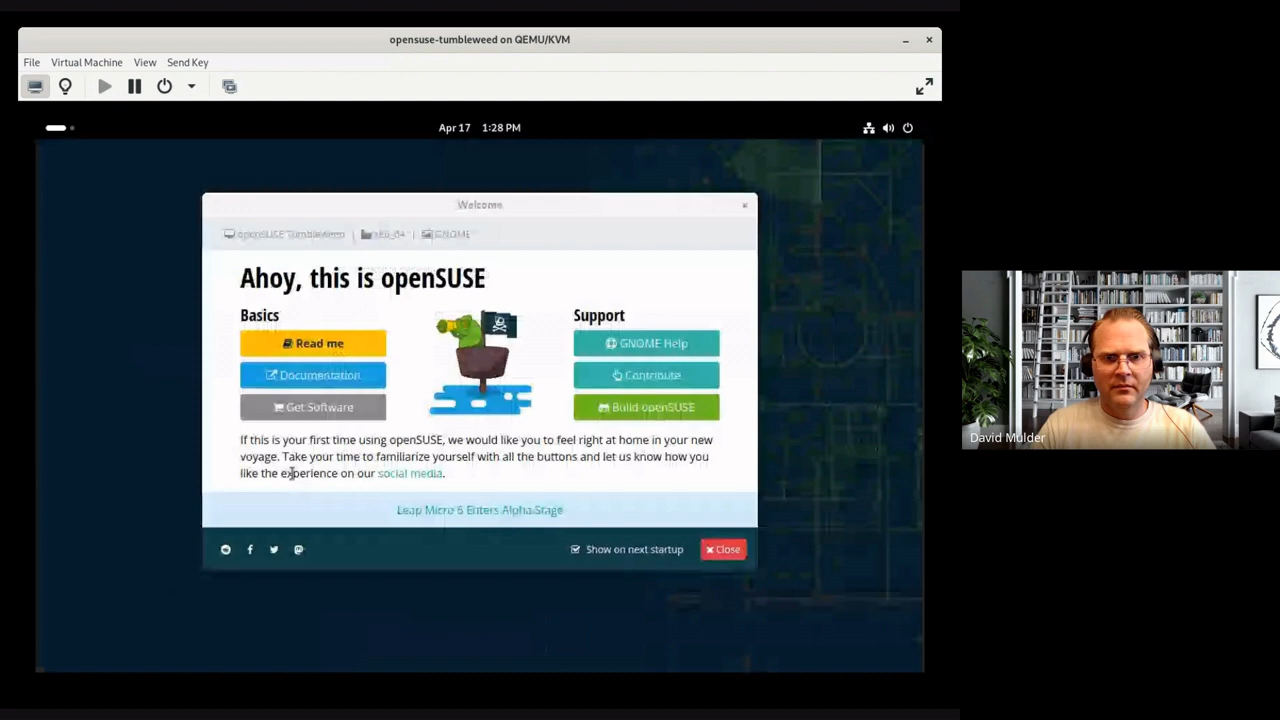 opensuse-tumbleweed on QEMU/KVM
File Virtual Machine View Send Key
Apr 17 1:28 PM
Welcome
openSUSE Tumbleweed | x86_64 | GNOME
Ahoy, this is openSUSE
Basics
Support
Read me
GNOME Help
Documentation
Contribute
Get Software
Build openSUSE
If this is your first time using openSUSE, we would like you to feel right at home in your new
voyage. Take your time to familiarize yourself with all the buttons and let us know how you
like the experience on our social media.
Leap Micro 6 Enters Alpha Stage
Show on next startup
Close
David Mulder